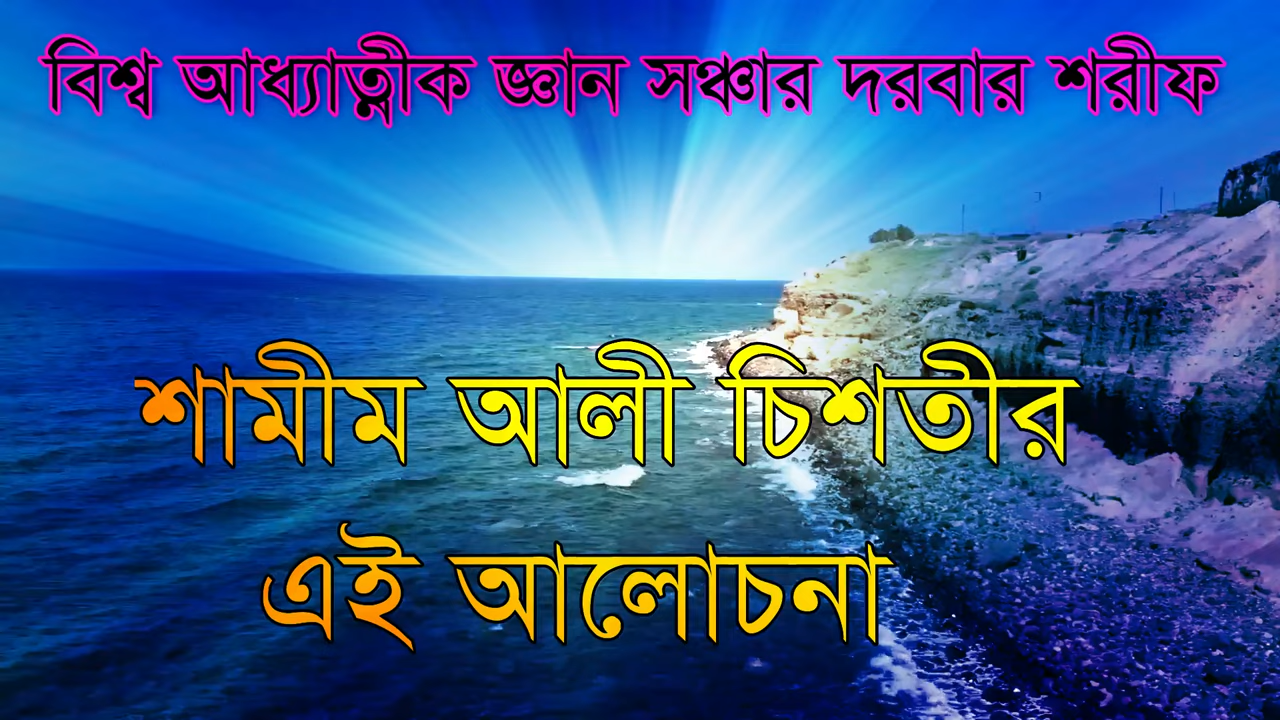 বিশ্ব আধ্যাত্নীক জ্ঞান সঞ্চার দরবার শরীফ
শামীম আলী চিশতীর
এই আলোচনা